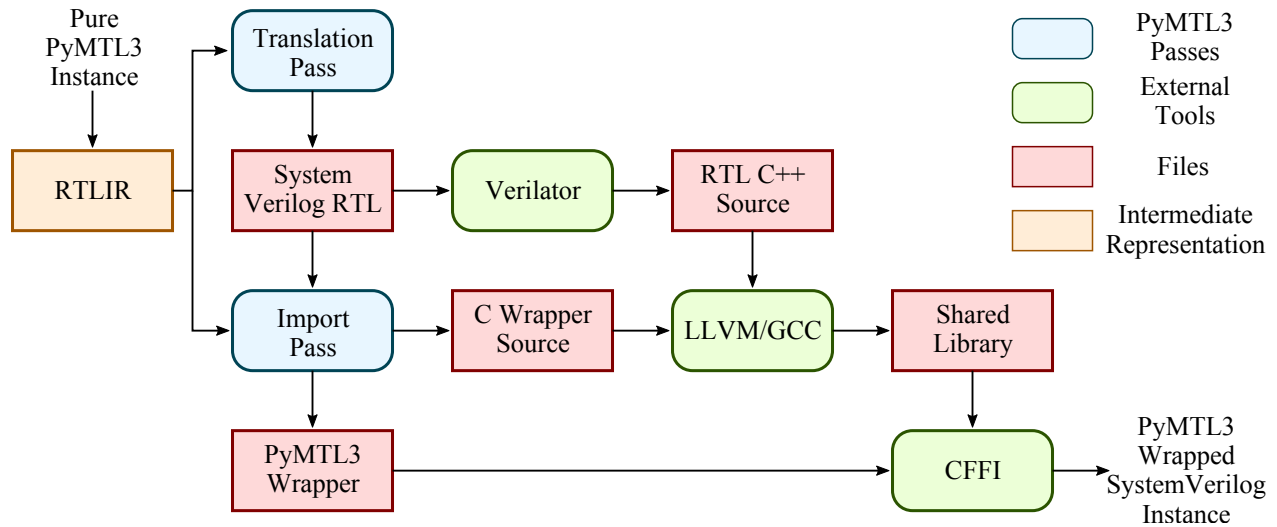 Pure
PyMTL3
Instance
Translation
Pass
PyMTL3
Passes
External
Tools
Files
Intermediate
Representation
RTLIR
System
Verilog RTL
Verilator
RTL C++
Source
Import
Pass
C Wrapper
Source
LLVM/GCC
Shared
Library
PyMTL3
Wrapper
CFFI
PyMTL3
Wrapped
SystemVerilog
Instance